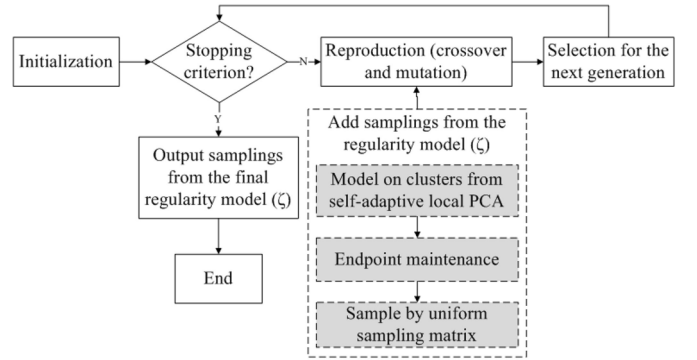 Initialization
Stopping
criterion?
N
Reproduction (crossover
and mutation)
Selection for the
next generation
Y
Output samplings
from the final
regularity model (ζ)
End
Add samplings from the
regularity model (ζ)
Model on clusters from
self-adaptive local PCA
Endpoint maintenance
Sample by uniform
sampling matrix